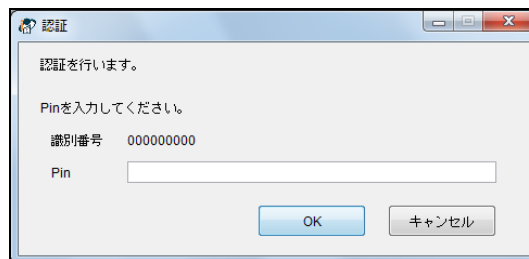 認証
認証を行います。
Pinを入力してください。
識別番号 000000000
Pin
OK キャンセル